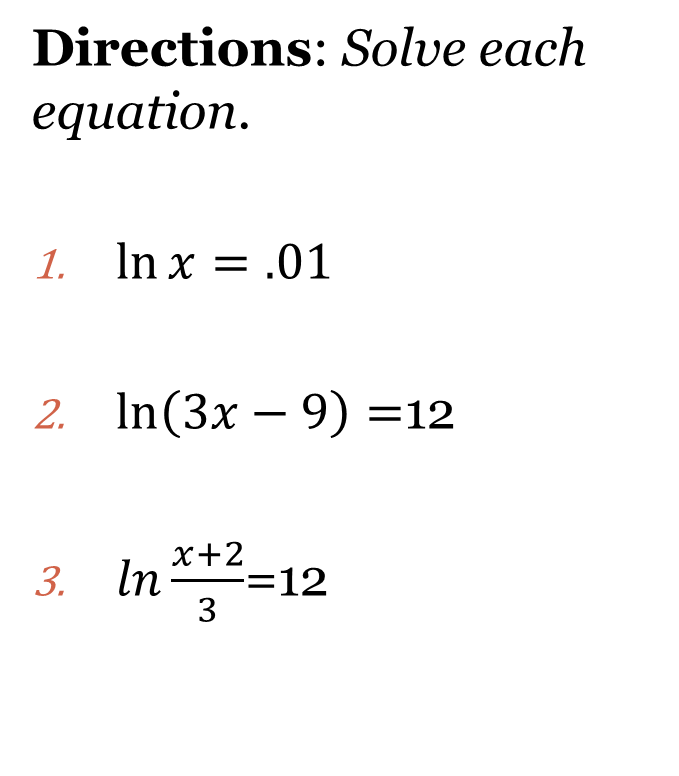 Directions: Solve each
equation.
1. ln x = .01
2. ln(3x − 9) =12
3. ln x+2/3=12